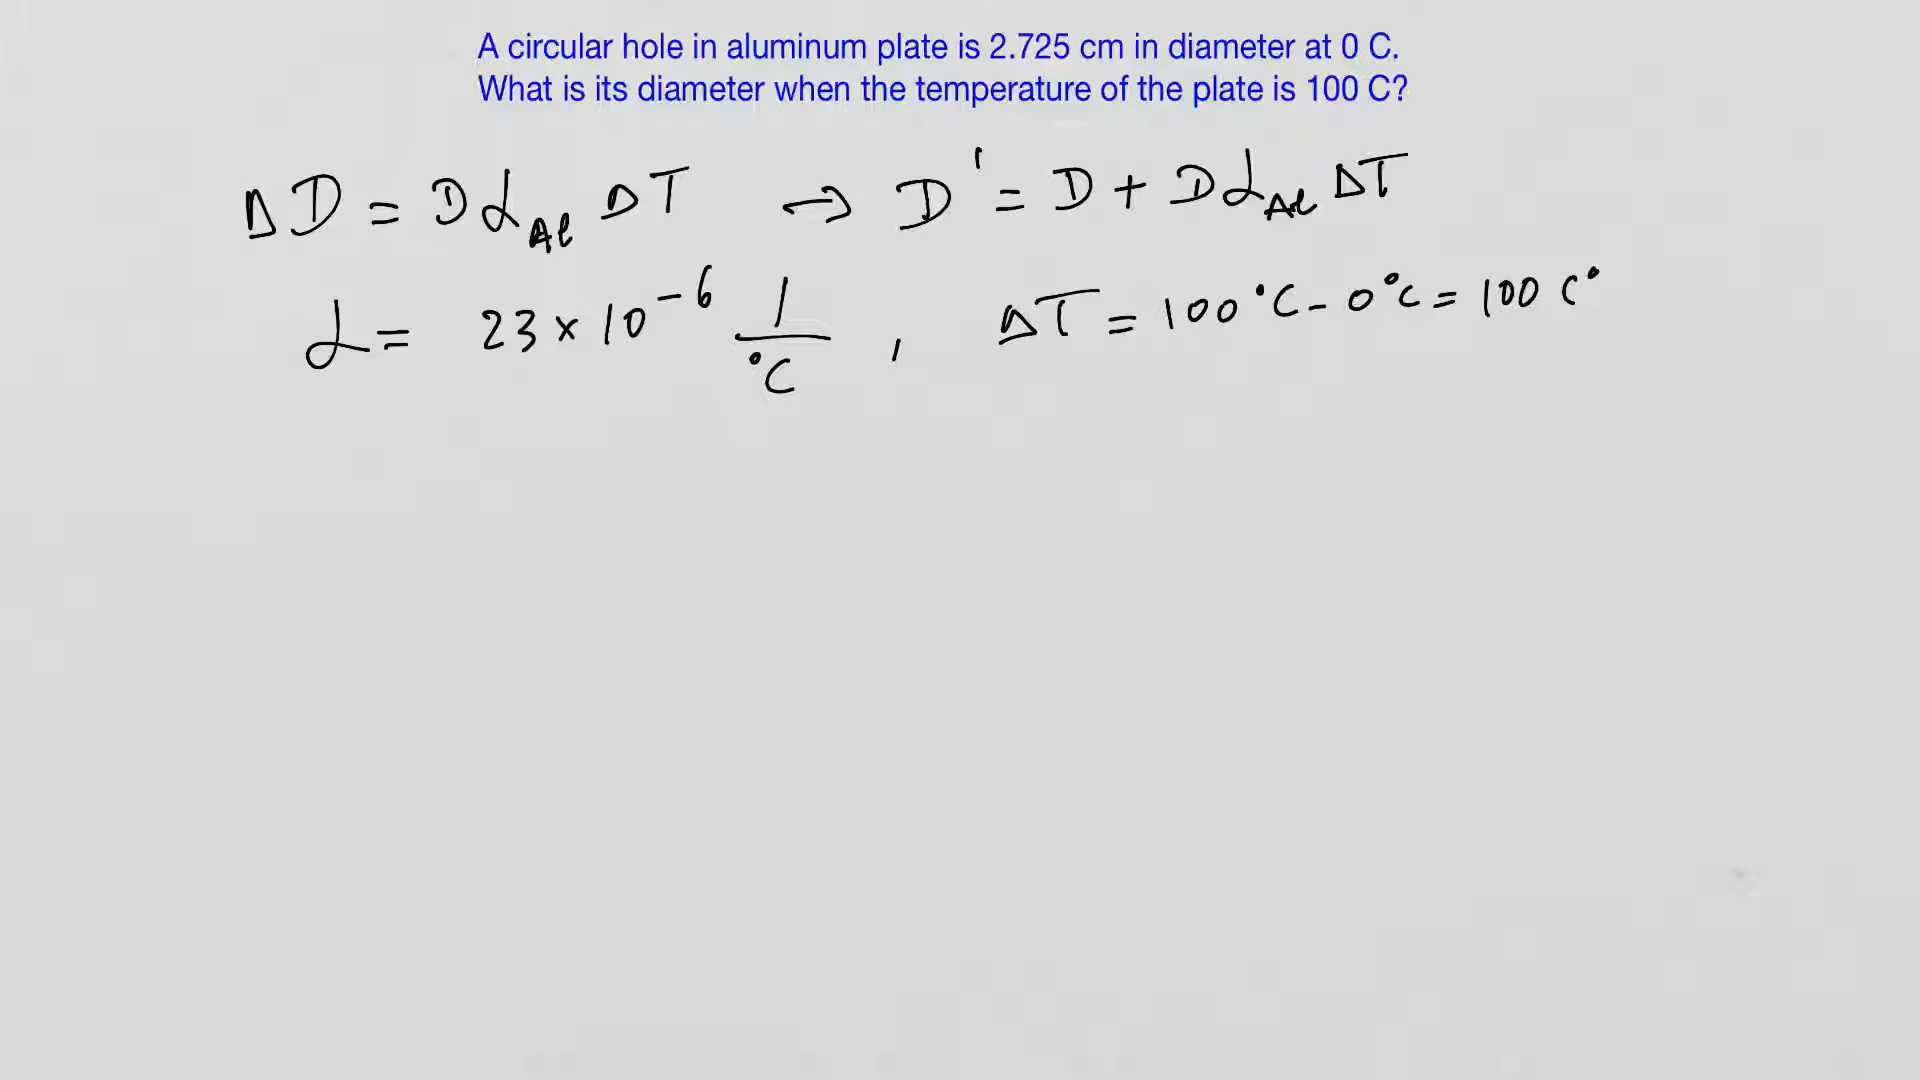 A circular hole in aluminum plate is 2.725 cm in diameter at 0 C.
What is its diameter when the temperature of the plate is 100 C?
ΔD = Dα_Al ΔT → D' = D + Dα_Al ΔT
α = 23 × 10^-6 1/°C , ΔT = 100°C - 0°C = 100 C°